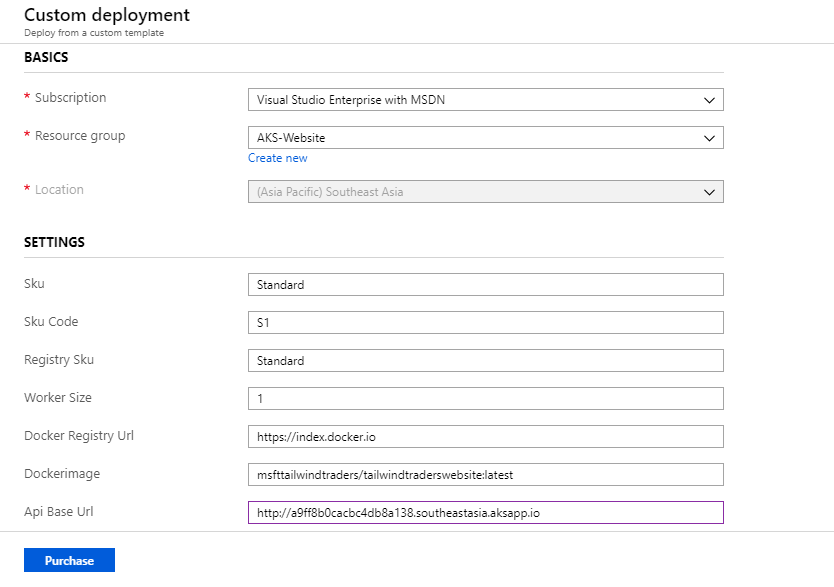 Custom deployment
Deploy from a custom template
BASICS
* Subscription
Visual Studio Enterprise with MSDN
* Resource group
AKS-Website
Create new
* Location
(Asia Pacific) Southeast Asia
SETTINGS
Sku
Standard
Sku Code
S1
Registry Sku
Standard
Worker Size
1
Docker Registry Url
https://index.docker.io
Dockerimage
msfttailwindtraders/tailwindtraderswebsite:latest
Api Base Url
http://a9ff8b0cacbc4db8a138.southeastasia.aksapp.io
Purchase